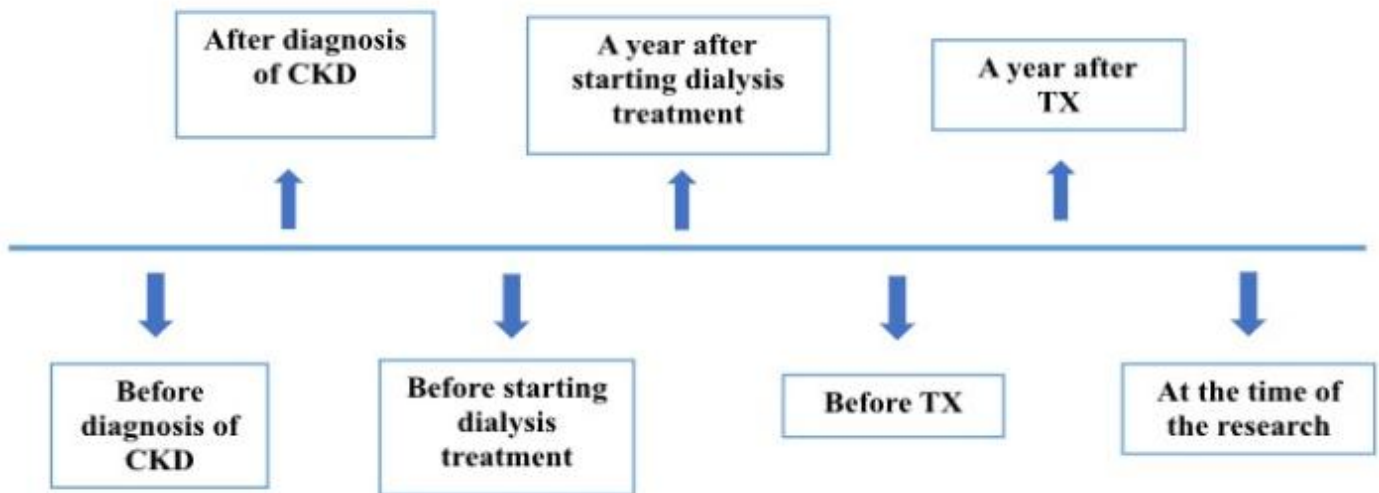 After diagnosis
of CKD
A year after
starting dialysis
treatment
A year after
TX
Before
diagnosis of
CKD
Before starting
dialysis
treatment
Before TX
At the time of
the research